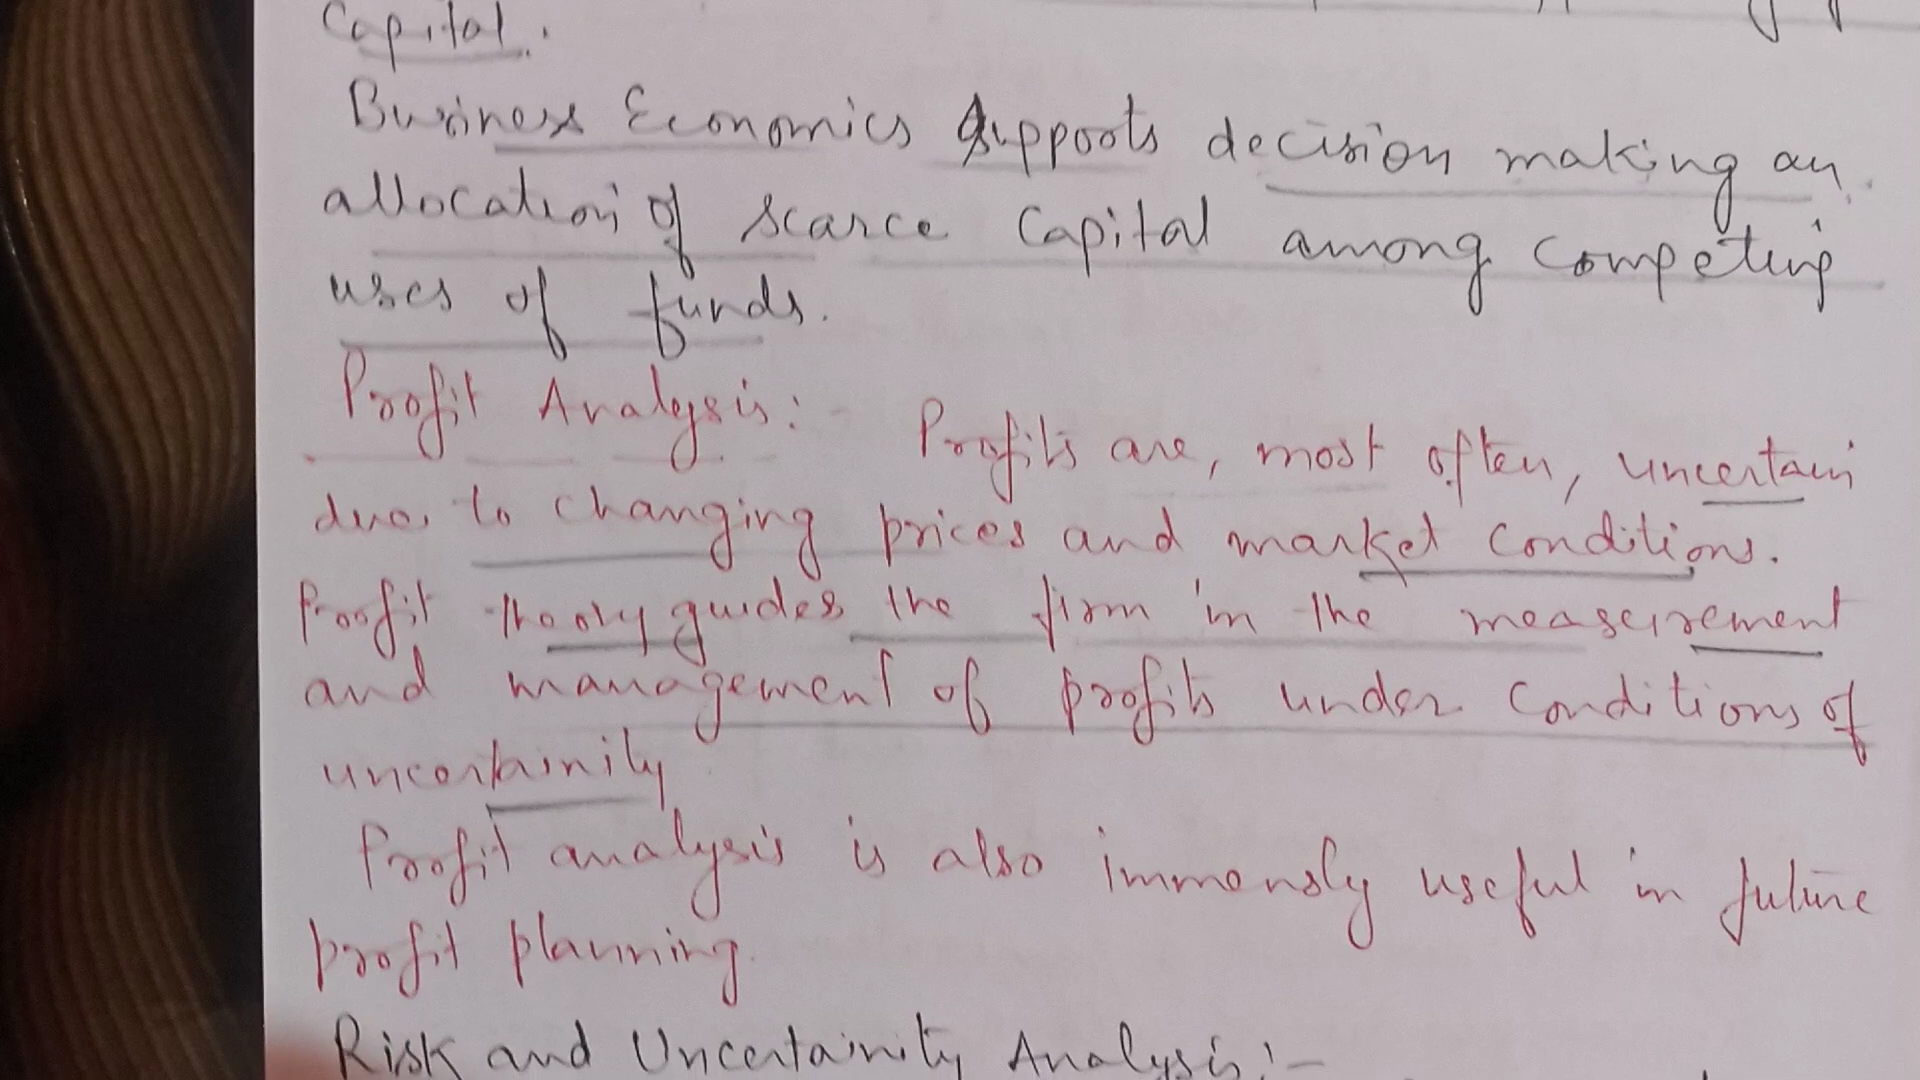 Capital.
Business Economics supports decision making on
allocation of scarce Capital among Competing
uses of funds.
Profit Analysis:- Profits are, most often, uncertain
due to changing prices and market Conditions.
Profit theory guides the firm in the measurement
and management of profits under Conditions of
uncertainity
Profit analysis is also immensly useful in future
profit planning.
Risk and Uncertainity Analysis:-